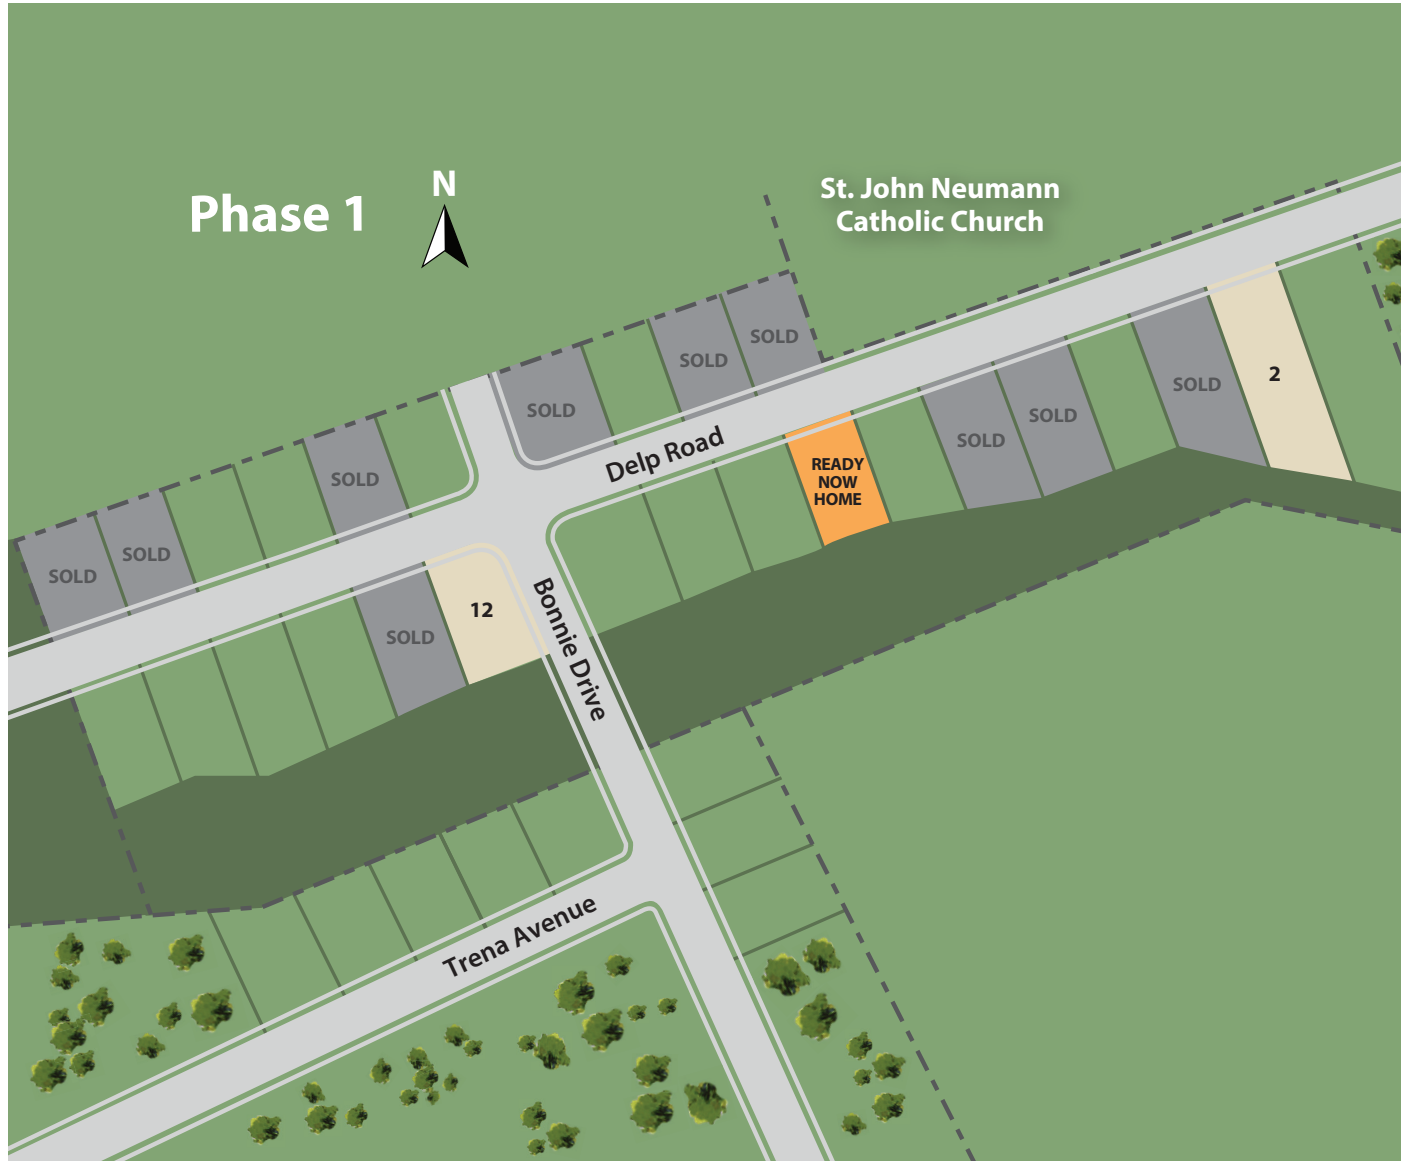 N
Phase 1
St. John Neumann
Catholic Church
SOLD
SOLD
2
SOLD
SOLD
SOLD
SOLD
SOLD
Delp Road
READY
NOW
HOME
SOLD
SOLD
SOLD
12
SOLD
Bonnie Drive
Trena Avenue